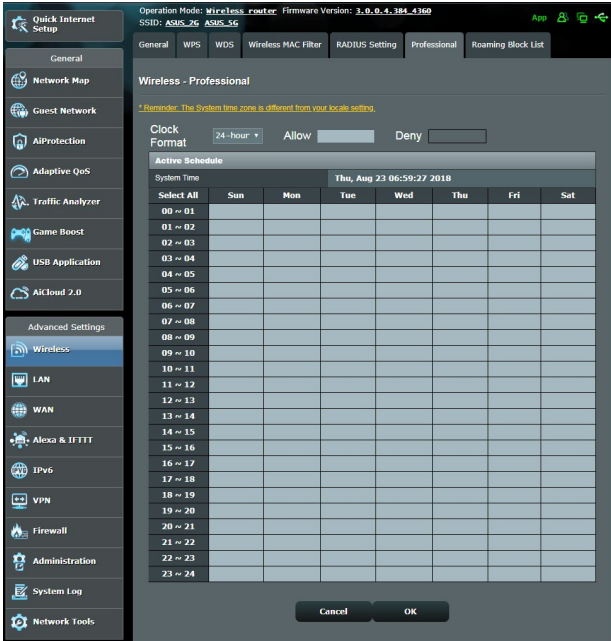 Quick Internet
Setup
General
Network Map
Guest Network
AiProtection
Adaptive QoS
Traffic Analyzer
Game Boost
USB Application
AiCloud 2.0
Advanced Settings
Wireless
LAN
WAN
Alexa & IFTTT
IPv6
VPN
Firewall
Administration
System Log
Network Tools
Operation Mode: Wireless router Firmware Version: 3.0.0.4.384_4360
SSID: ASUS_2G ASUS_5G
App
General WPS WDS Wireless MAC Filter RADIUS Setting Professional Roaming Block List
Wireless - Professional
* Reminder: The System time zone is different from your locale setting.
Clock
Format 24-hour Allow Deny
Active Schedule
System Time Thu, Aug 23 06:59:27 2018
Select All Sun Mon Tue Wed Thu Fri Sat
00 ~ 01
01 ~ 02
02 ~ 03
03 ~ 04
04 ~ 05
05 ~ 06
06 ~ 07
07 ~ 08
08 ~ 09
09 ~ 10
10 ~ 11
11 ~ 12
12 ~ 13
13 ~ 14
14 ~ 15
15 ~ 16
16 ~ 17
17 ~ 18
18 ~ 19
19 ~ 20
20 ~ 21
21 ~ 22
22 ~ 23
23 ~ 24
Cancel OK